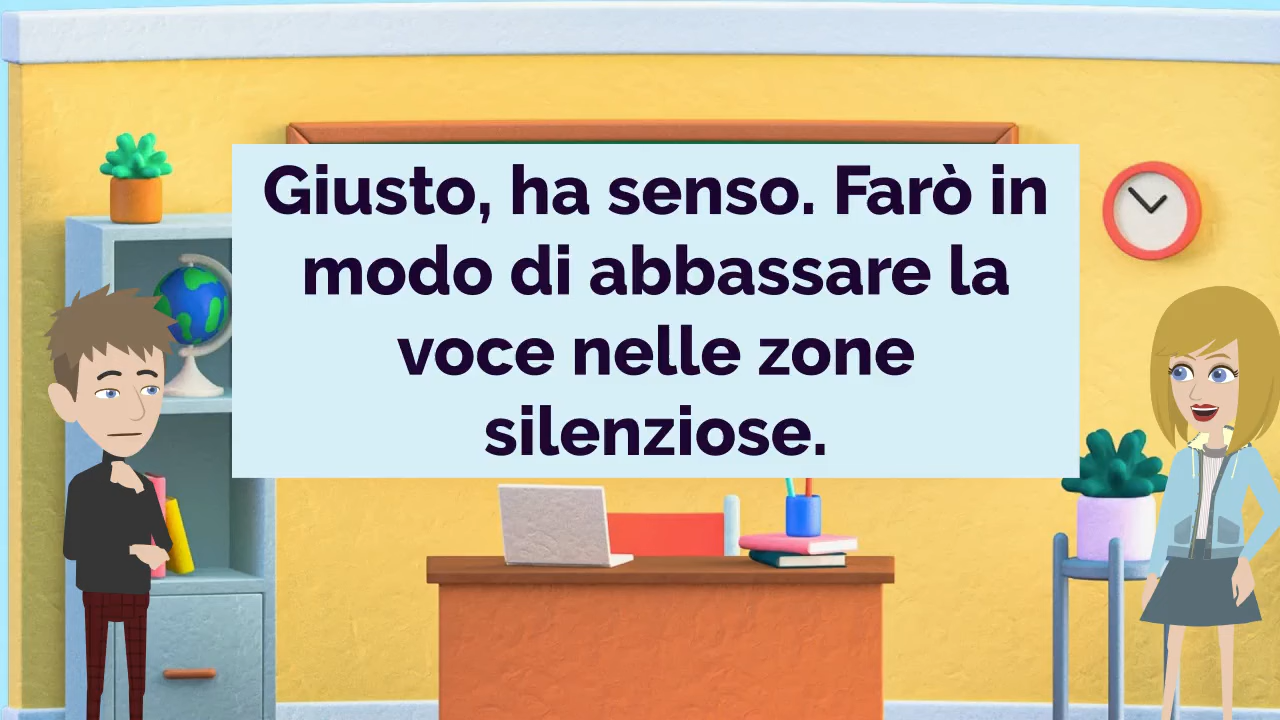 Giusto, ha senso. Farò in
modo di abbassare la
voce nelle zone
silenziose.